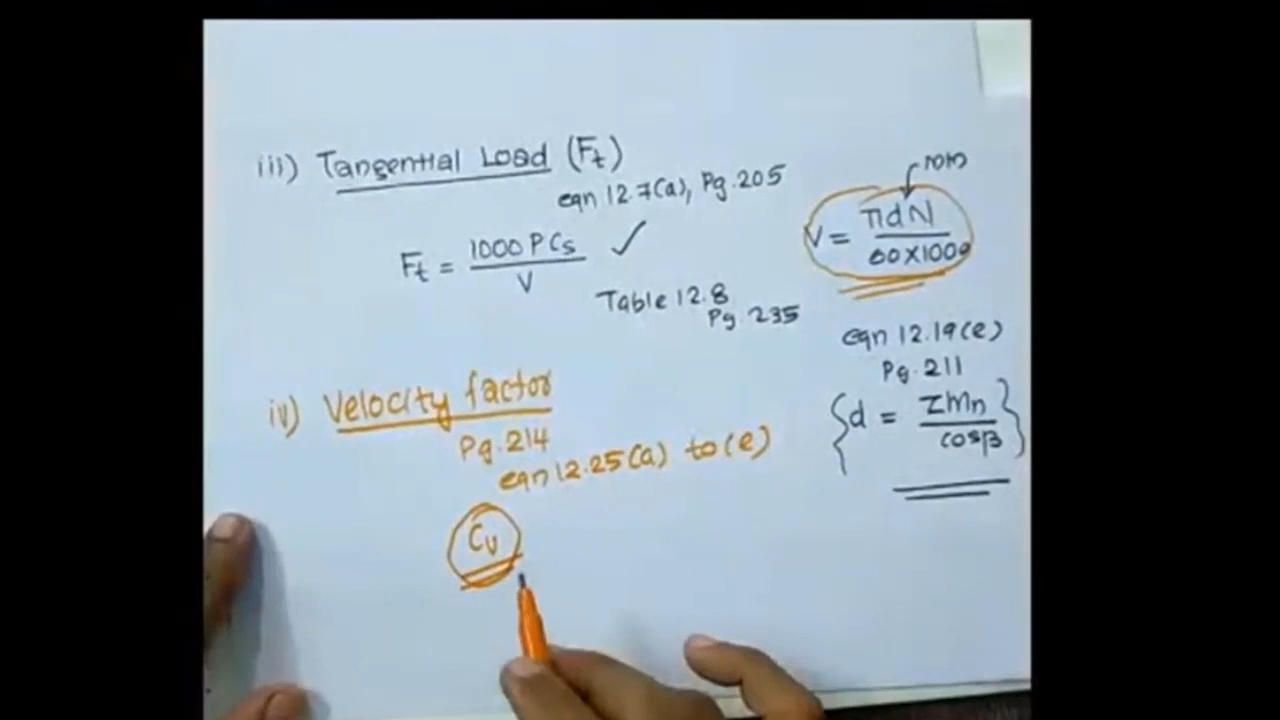 iii) Tangential Load (Ft)
eqn 12.7(a), Pg.205
Ft = 1000 P Cs / V ✓
Table 12.8
Pg. 235
mm
V = πdN / 60×1000
eqn 12.19(e)
Pg.211
{d = zmn / cosβ}
iv) Velocity factor
Pg.214
eqn 12.25(a) to (e)
Cv